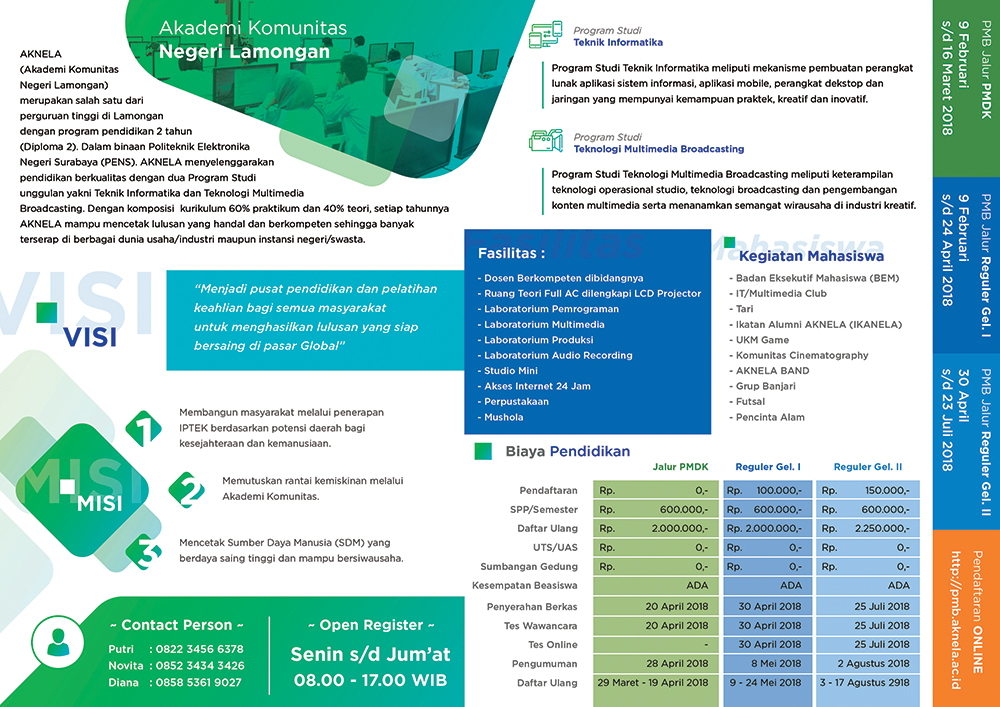 Akademi Komunitas
Negeri Lamongan
AKNELA
(Akademi Komunitas
Negeri Lamongan)
merupakan salah satu dari
perguruan tinggi di Lamongan
dengan program pendidikan 2 tahun
(Diploma 2). Dalam binaan Politeknik Elektronika
Negeri Surabaya (PENS). AKNELA menyelenggarakan
pendidikan berkualitas dengan dua Program Studi
unggulan yakni Teknik Informatika dan Teknologi Multimedia
Broadcasting. Dengan komposisi kurikulum 60% praktikum dan 40% teori, setiap tahunnya
AKNELA mampu mencetak lulusan yang handal dan berkompeten sehingga banyak
terserap di berbagai dunia usaha/industri maupun instansi negeri/swasta.
VISI
VISI
"Menjadi pusat pendidikan dan pelatihan
keahlian bagi semua masyarakat
untuk menghasilkan lulusan yang siap
bersaing di pasar Global"
MISI
MISI
1
Membangun masyarakat melalui penerapan
IPTEK berdasarkan potensi daerah bagi
kesejahteraan dan kemanusiaan.
2
Memutuskan rantai kemiskinan melalui
Akademi Komunitas.
3
Mencetak Sumber Daya Manusia (SDM) yang
berdaya saing tinggi dan mampu bersiwausaha.
~ Contact Person ~
Putri : 0822 3456 6378
Novita : 0852 3434 3426
Diana : 0858 5361 9027
~ Open Register ~
Senin s/d Jum'at
08.00 - 17.00 WIB
Program Studi
Teknik Informatika
Program Studi Teknik Informatika meliputi mekanisme pembuatan perangkat
lunak aplikasi sistem informasi, aplikasi mobile, perangkat dekstop dan
jaringan yang mempunyai kemampuan praktek, kreatif dan inovatif.
Program Studi
Teknologi Multimedia Broadcasting
Program Studi Teknologi Multimedia Broadcasting meliputi keterampilan
teknologi operasional studio, teknologi broadcasting dan pengembangan
konten multimedia serta menanamkan semangat wirausaha di industri kreatif.
Fasilitas
Fasilitas :
- Dosen Berkompeten dibidangnya
- Ruang Teori Full AC dilengkapi LCD Projector
- Laboratorium Pemrograman
- Laboratorium Multimedia
- Laboratorium Produksi
- Laboratorium Audio Recording
- Studio Mini
- Akses Internet 24 Jam
- Perpustakaan
- Mushola
Mahasiswa
Kegiatan Mahasiswa
- Badan Eksekutif Mahasiswa (BEM)
- IT/Multimedia Club
- Tari
- Ikatan Alumni AKNELA (IKANELA)
- UKM Game
- Komunitas Cinematography
- AKNELA BAND
- Grup Banjari
- Futsal
- Pencinta Alam
Biaya Pendidikan
Jalur PMDK Reguler Gel. I Reguler Gel. II
Pendaftaran Rp. 0,- Rp. 100.000,- Rp. 150.000,-
SPP/Semester Rp. 600.000,- Rp. 600.000,- Rp. 600.000,-
Daftar Ulang Rp. 2.000.000,- Rp. 2.000.000,- Rp. 2.250.000,-
UTS/UAS Rp. 0,- Rp. 0,- Rp. 0,-
Sumbangan Gedung Rp. 0,- Rp. 0,- Rp. 0,-
Kesempatan Beasiswa ADA ADA ADA
Penyerahan Berkas 20 April 2018 30 April 2018 25 Juli 2018
Tes Wawancara 20 April 2018 30 April 2018 25 Juli 2018
Tes Online - 30 April 2018 25 Juli 2018
Pengumuman 28 April 2018 8 Mei 2018 2 Agustus 2018
Daftar Ulang 29 Maret - 19 April 2018 9 - 24 Mei 2018 3 - 17 Agustus 2918
PMB Jalur PMDK
9 Februari
s/d 16 Maret 2018
PMB Jalur Reguler Gel. I
9 Februari
s/d 24 April 2018
PMB Jalur Reguler Gel. II
30 April
s/d 23 Juli 2018
Pendaftaran ONLINE
http://pmb.aknela.ac.id